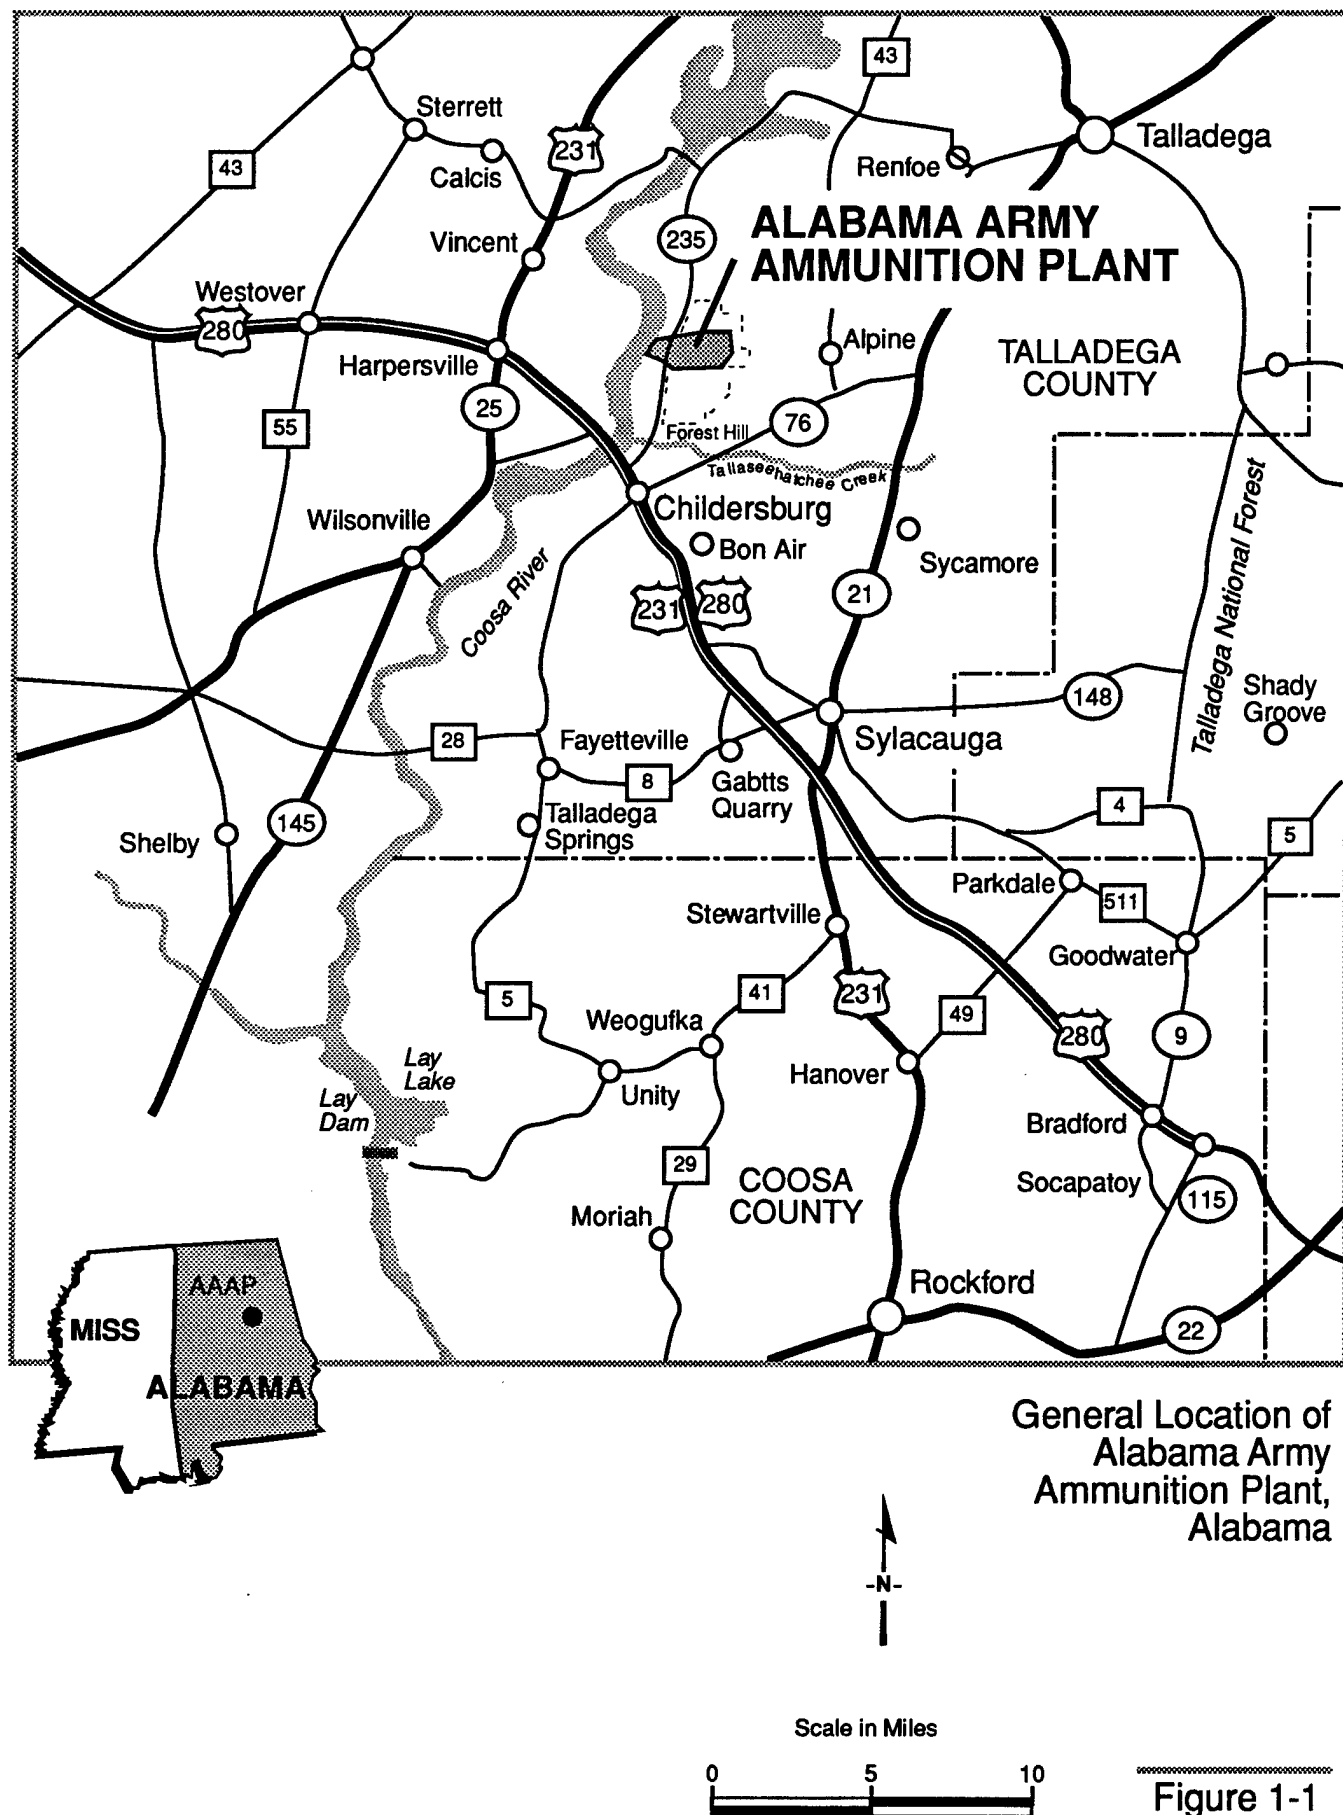 43
Sterrett
231
Calcis
43
Renfoe
Talladega
Vincent
235
ALABAMA ARMY
AMMUNITION PLANT
Westover
280
Harpersville
Alpine
TALLADEGA
COUNTY
25
55
76
Forest Hill
Tallaseehatchee Creek
Wilsonville
Childersburg
Bon Air
Sycamore
Coosa River
231
280
21
Talladega National Forest
148
Shady
Groove
28
Fayetteville
Sylacauga
8
Gabtts
Quarry
4
5
Talladega
Springs
145
Shelby
Parkdale
511
Stewartville
Goodwater
5
41
231
49
280
9
Weogufka
Hanover
Lay
Lake
Lay
Dam
Unity
Bradford
29
COOSA
COUNTY
Socapatoy
115
Moriah
Rockford
22
AAAP
MISS
ALABAMA
General Location of
Alabama Army
Ammunition Plant,
Alabama
-N-
Scale in Miles
0 5 10
Figure 1-1